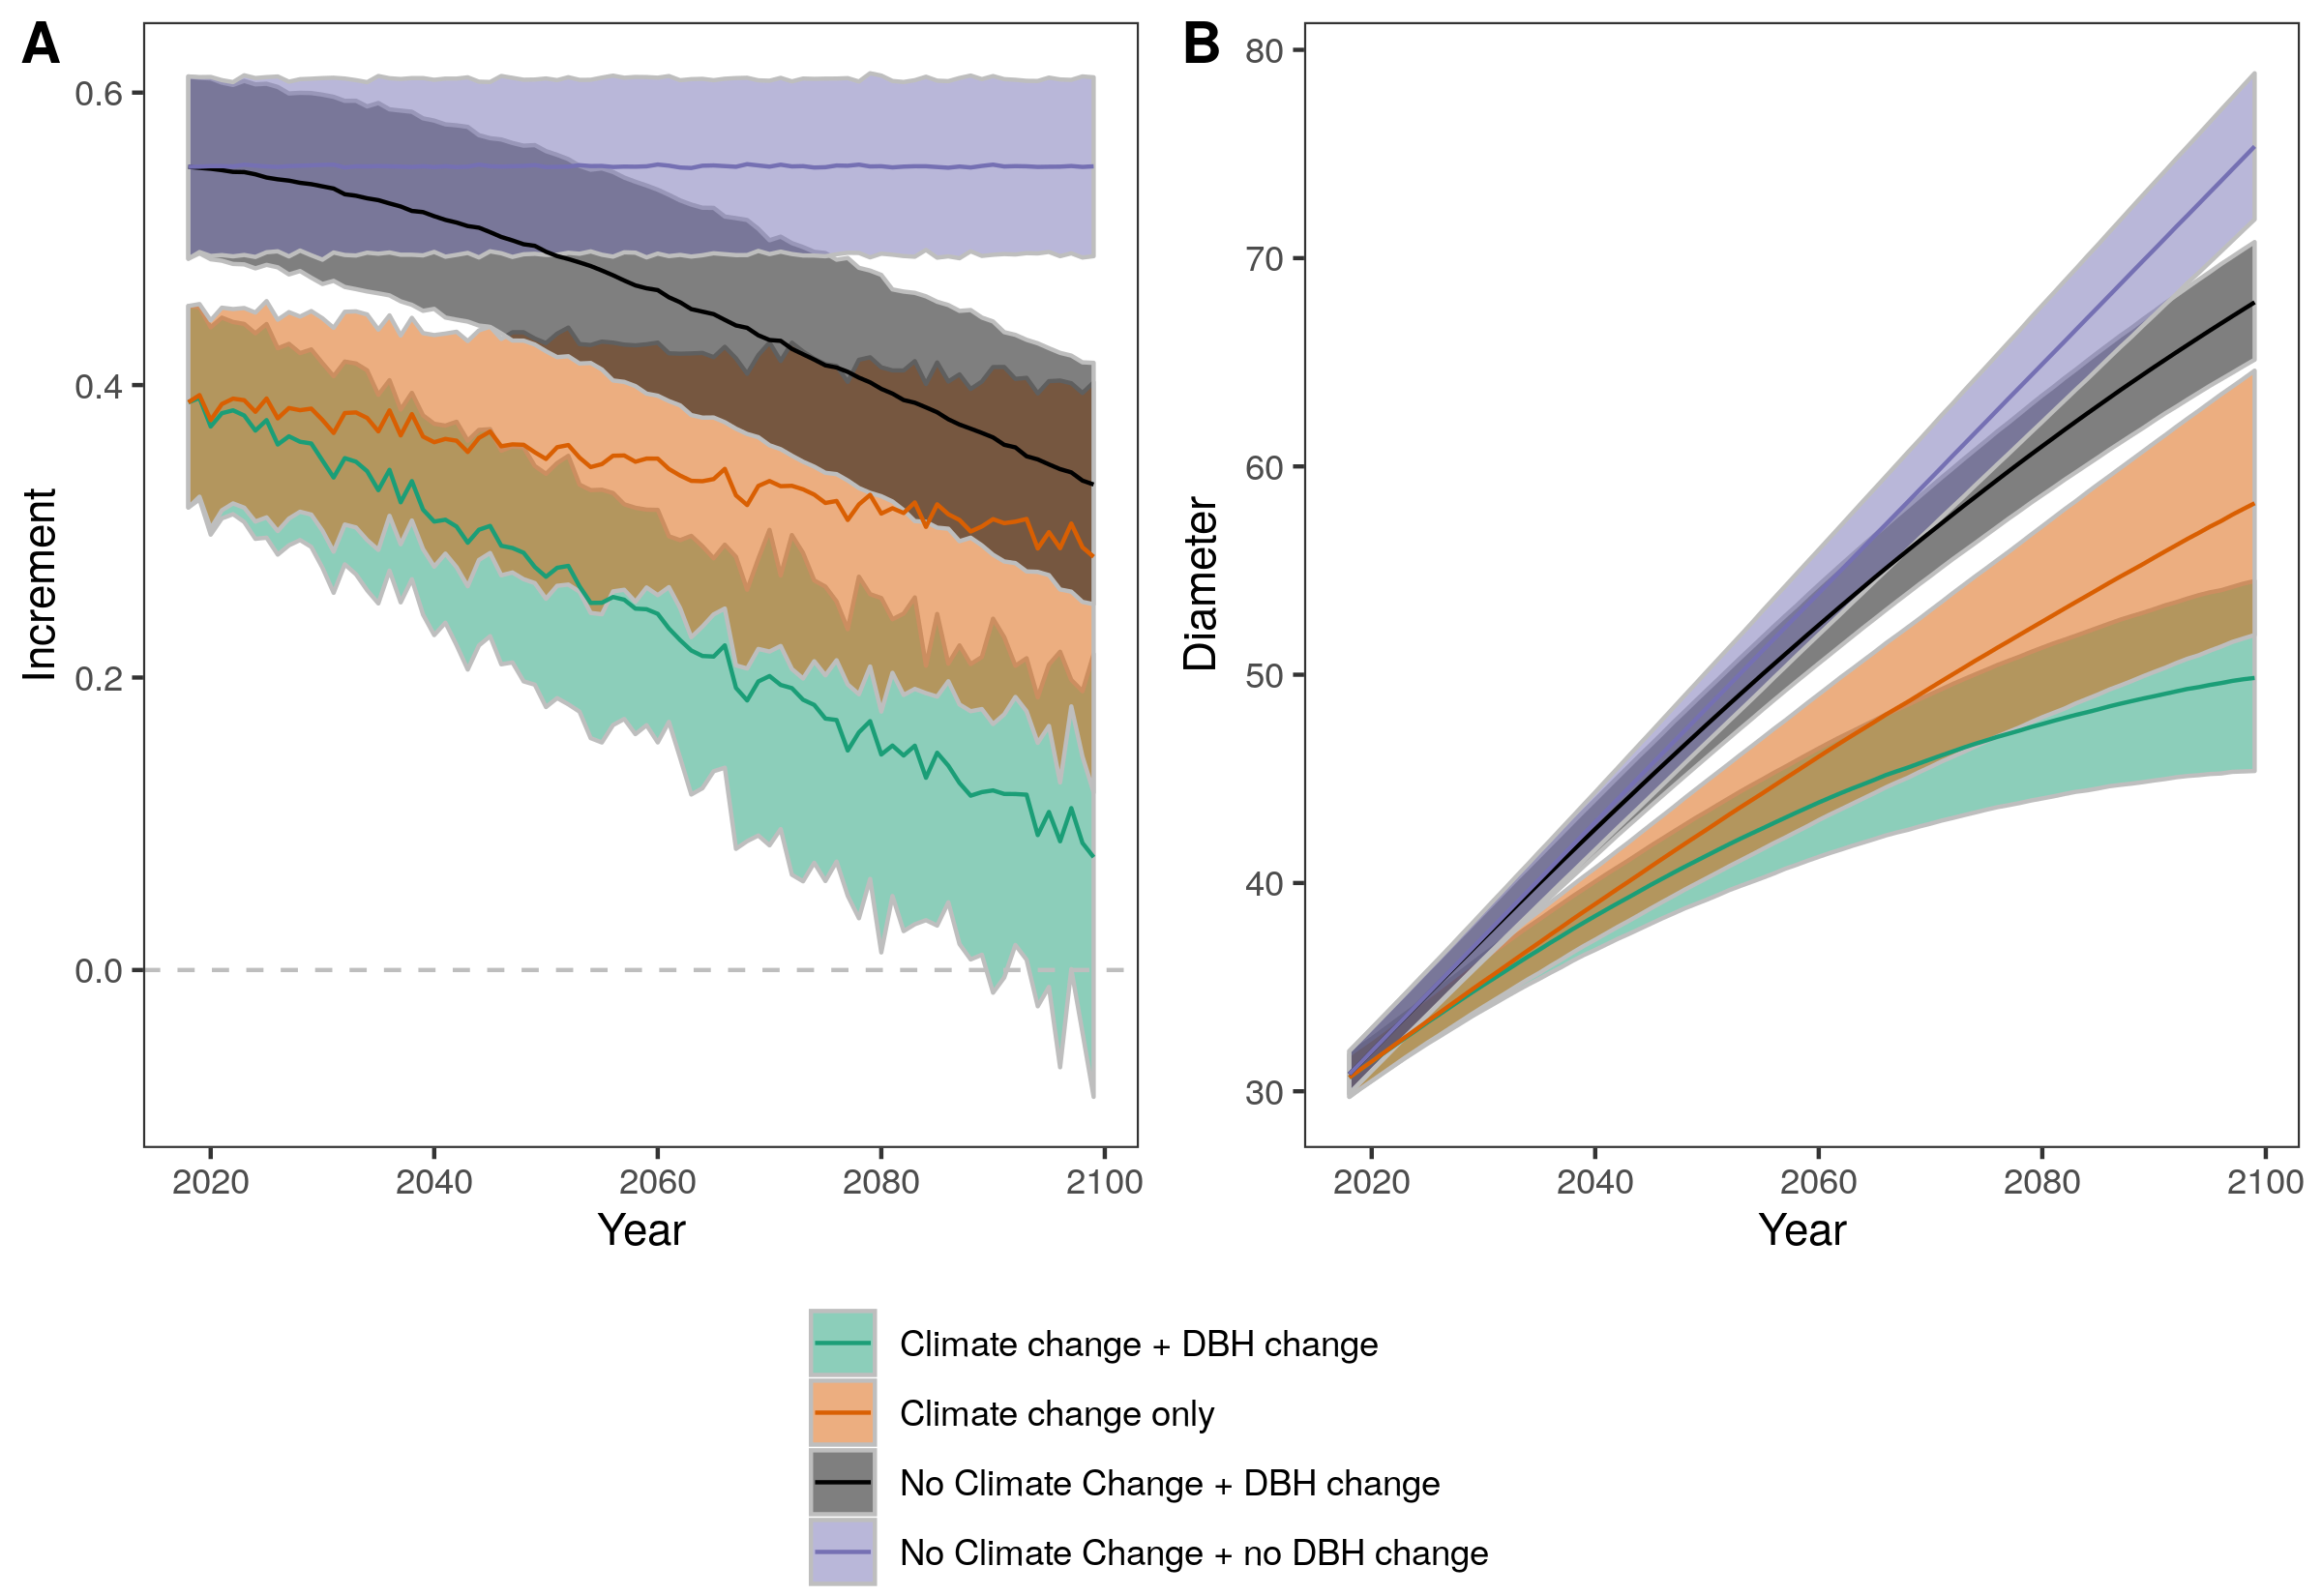 A
0.6
0.4
0.2
0.0
Increment
2020 2040 2060 2080 2100
Year
B
80
70
60
50
40
30
Diameter
2020 2040 2060 2080 2100
Year
Climate change + DBH change
Climate change only
No Climate Change + DBH change
No Climate Change + no DBH change